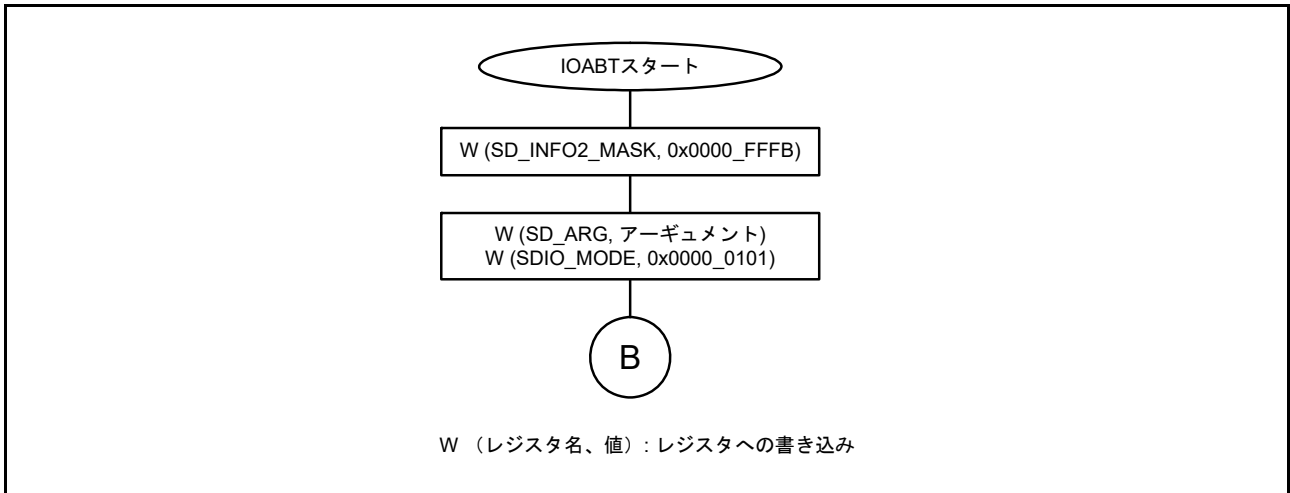 IOABTスタート
W (SD_INFO2_MASK, 0x0000_FFFB)
W (SD_ARG, アーギュメント)
W (SDIO_MODE, 0x0000_0101)
B
W （レジスタ名、値）: レジスタへの書き込み